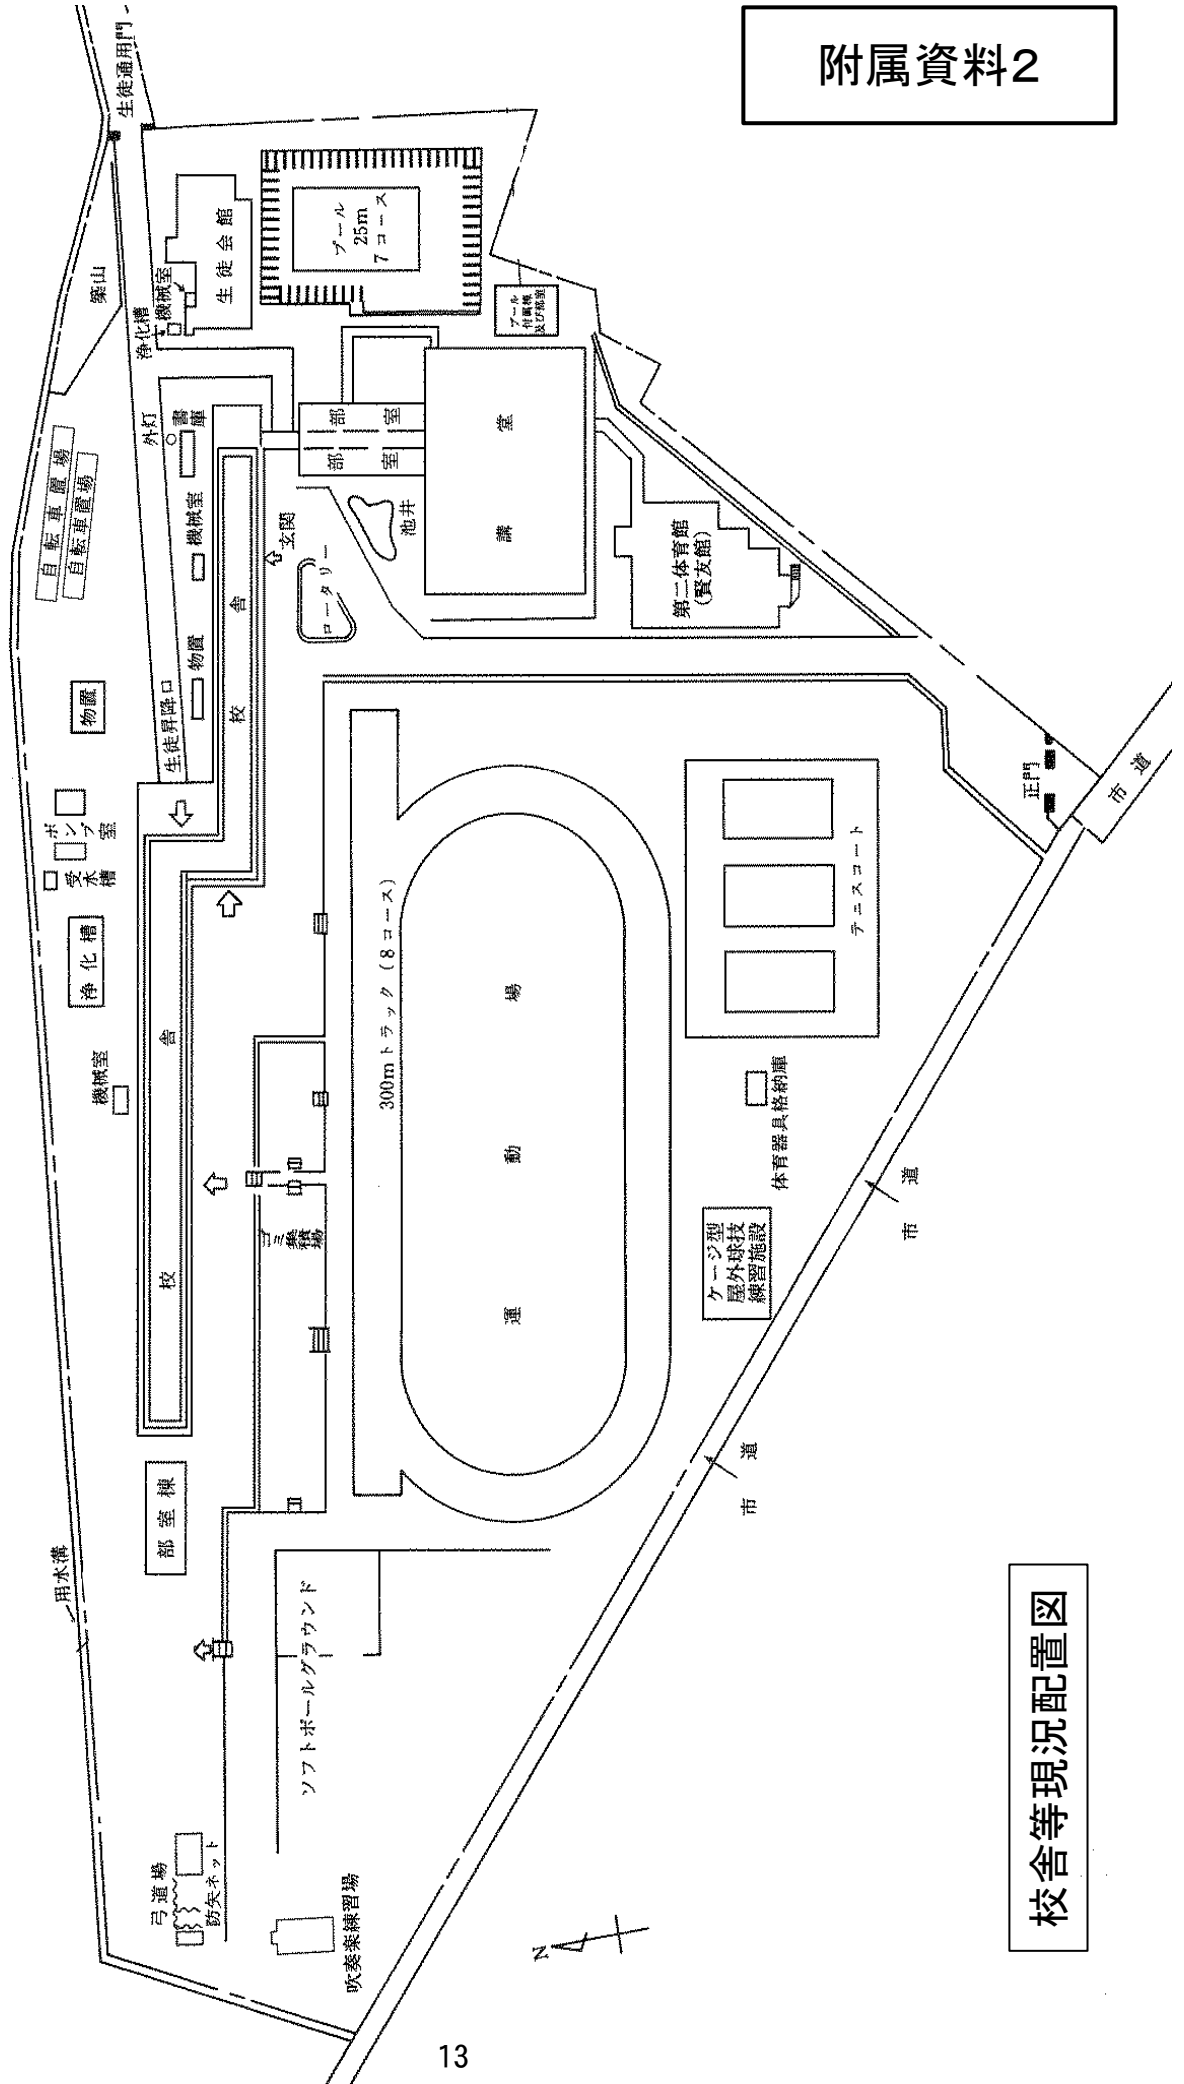 附属資料2
校舎等現況配置図
生徒通用門
築山
浄化槽
機械室
生徒会館
プール
25m
7コース
プール
付属棟
及び部室
外灯
書庫
部室
部室
講堂
自転車置場
自転車置場
機械室
玄関
池井
ロータリー
第二体育館
(賢友館)
物置
物置
生徒昇降口
校舎
ポンプ
室
受水槽
浄化槽
機械室
校舎
300mトラック(8コース)
運動場
テニスコート
正門
市道
体育器具格納庫
ケージ型
屋外球技
練習施設
市道
市道
ゴミ集積場
部室棟
用水溝
ソフトボールグラウンド
弓道場
防矢ネット
吹奏楽練習場
N
13